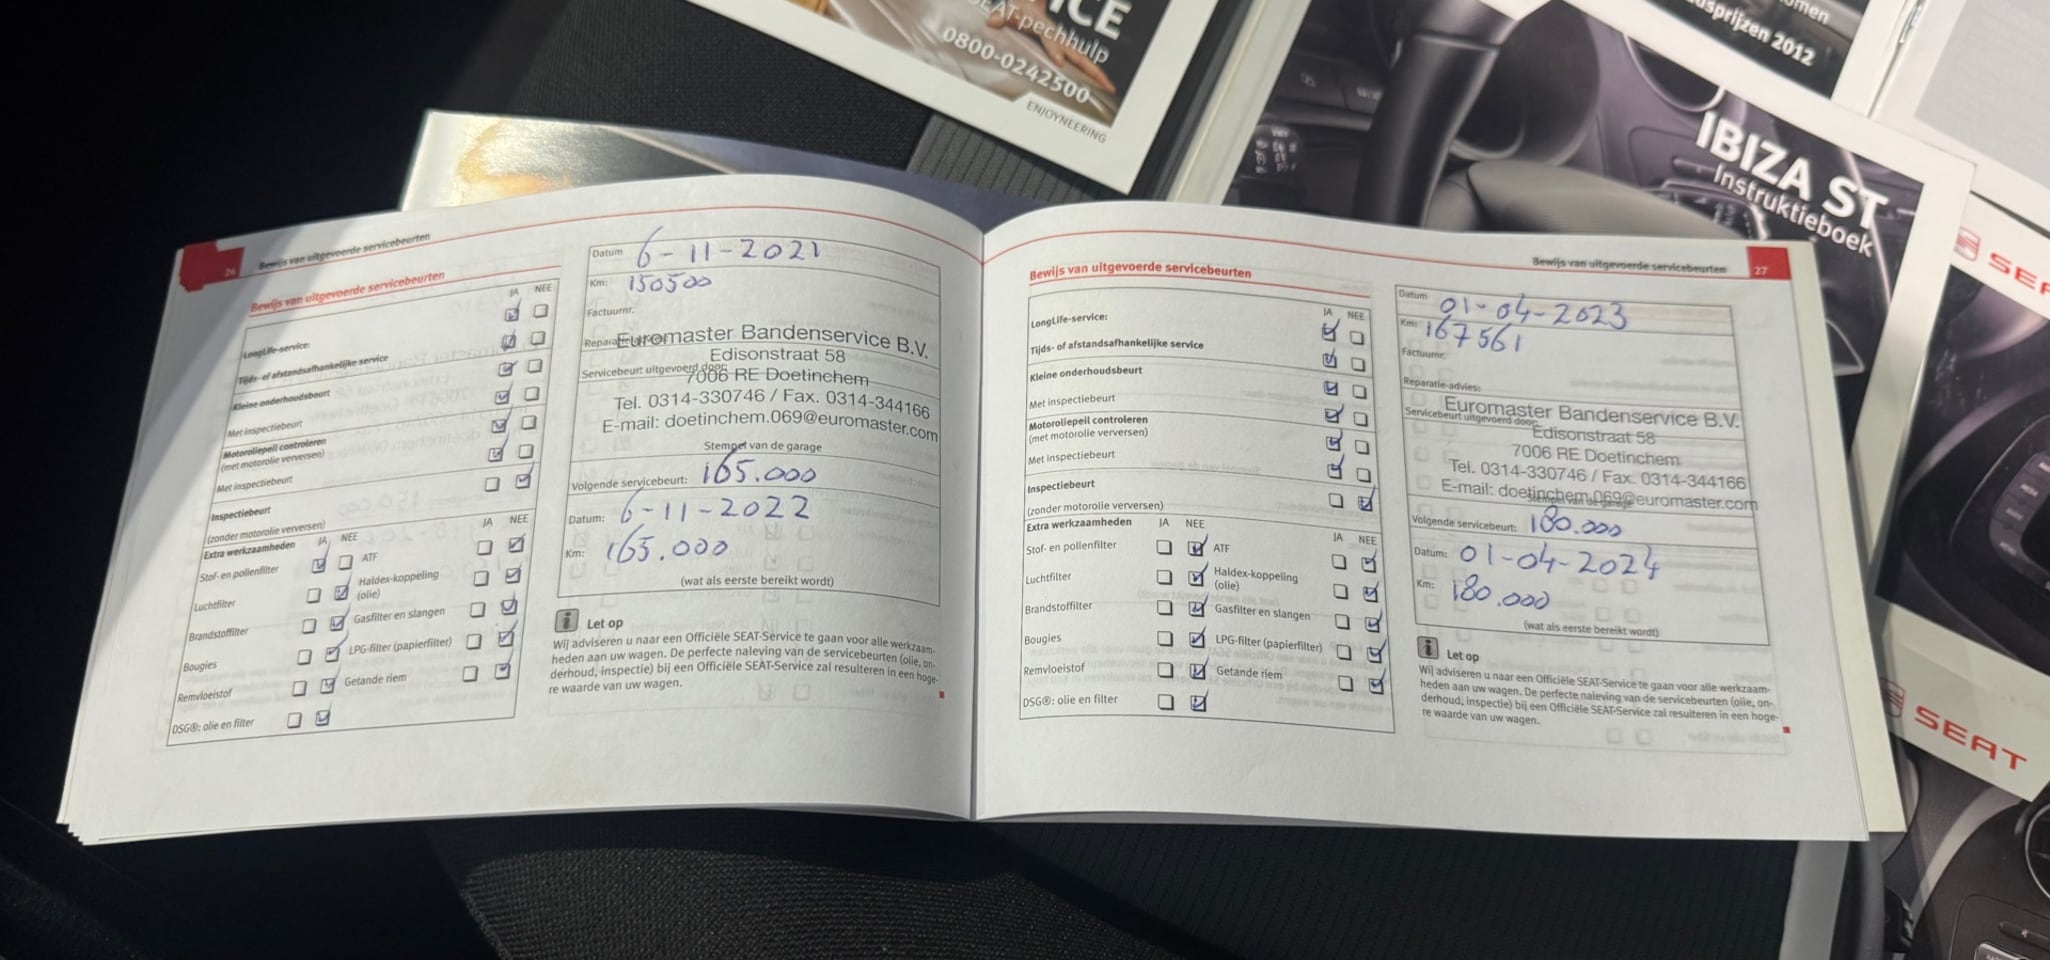 ICE
SEAT-pechhulp
0800-0242500
ENJOYNEERING
omen
usprijzen 2012
IBIZA ST
Instruktieboek
SEAT
SEAT
26
Bewijs van uitgevoerde servicebeurten
Bewijs van uitgevoerde servicebeurten
JA NEE
LongLife-service:
Tijds- of afstandsafhankelijke service
Kleine onderhoudsbeurt
Met inspectiebeurt
Motoroliepeil controleren
(met motorolie verversen)
Met inspectiebeurt
Inspectiebeurt
(zonder motorolie verversen)
Extra werkzaamheden JA NEE
JA NEE
Stof- en pollenfilter
ATF
Luchtfilter
Haldex-koppeling
(olie)
Brandstoffilter
Gasfilter en slangen
Bougies
LPG-filter (papierfilter)
Remvloeistof
Getande riem
DSG®: olie en filter
Datum 6-11-2021
Km: 150500
Factuurnr.
Euromaster Bandenservice B.V.
Edisonstraat 58
Servicebeurt uitgevoerd door:
7006 RE Doetinchem
Tel. 0314-330746 / Fax. 0314-344166
E-mail: doetinchem.069@euromaster.com
Stempel van de garage
Volgende servicebeurt: 165.000
Datum: 6-11-2022
Km: 165.000
(wat als eerste bereikt wordt)
i Let op
Wij adviseren u naar een Officiële SEAT-Service te gaan voor alle werkzaam-
heden aan uw wagen. De perfecte naleving van de servicebeurten (olie, on-
derhoud, inspectie) bij een Officiële SEAT-Service zal resulteren in een hoge-
re waarde van uw wagen.
Bewijs van uitgevoerde servicebeurten 27
Bewijs van uitgevoerde servicebeurten
JA NEE
LongLife-service:
Tijds- of afstandsafhankelijke service
Kleine onderhoudsbeurt
Met inspectiebeurt
Motoroliepeil controleren
(met motorolie verversen)
Met inspectiebeurt
Inspectiebeurt
(zonder motorolie verversen)
Extra werkzaamheden JA NEE
JA NEE
Stof- en pollenfilter
ATF
Luchtfilter
Haldex-koppeling
(olie)
Brandstoffilter
Gasfilter en slangen
Bougies
LPG-filter (papierfilter)
Remvloeistof
Getande riem
DSG®: olie en filter
Datum 01-04-2023
Km: 167561
Factuurnr.
Reparatie-advies:
Euromaster Bandenservice B.V.
Servicebeurt uitgevoerd door:
Edisonstraat 58
7006 RE Doetinchem
Tel. 0314-330746 / Fax. 0314-344166
E-mail: doetinchem.069@euromaster.com
Stempel van de garage
Volgende servicebeurt: 180.000
Datum: 01-04-2024
Km: 180.000
(wat als eerste bereikt wordt)
i Let op
Wij adviseren u naar een Officiële SEAT-Service te gaan voor alle werkzaam-
heden aan uw wagen. De perfecte naleving van de servicebeurten (olie, on-
derhoud, inspectie) bij een Officiële SEAT-Service zal resulteren in een hoge-
re waarde van uw wagen.